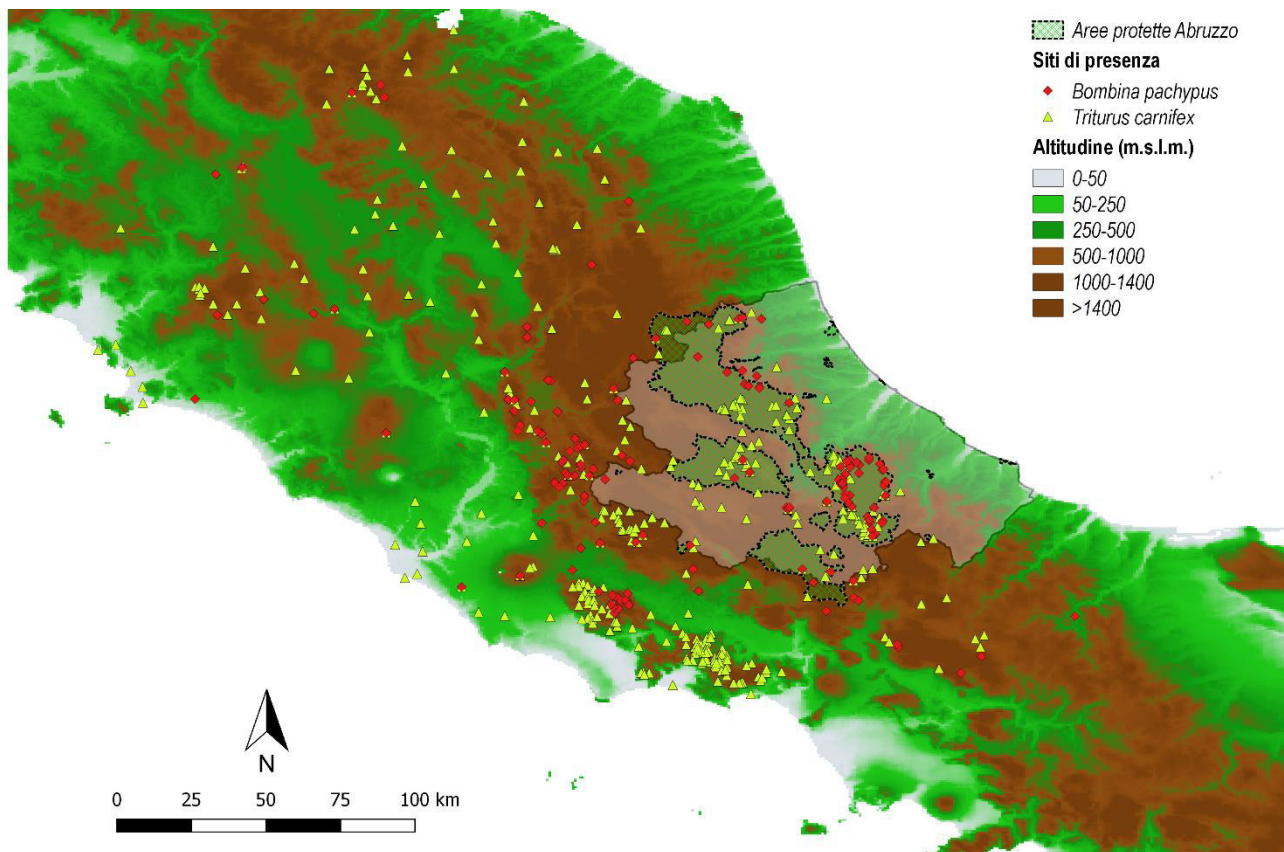 Aree protette Abruzzo
Siti di presenza
Bombina pachypus
Triturus carnifex
Altitudine (m.s.l.m.)
0-50
50-250
250-500
500-1000
1000-1400
>1400
N
0 25 50 75 100 km